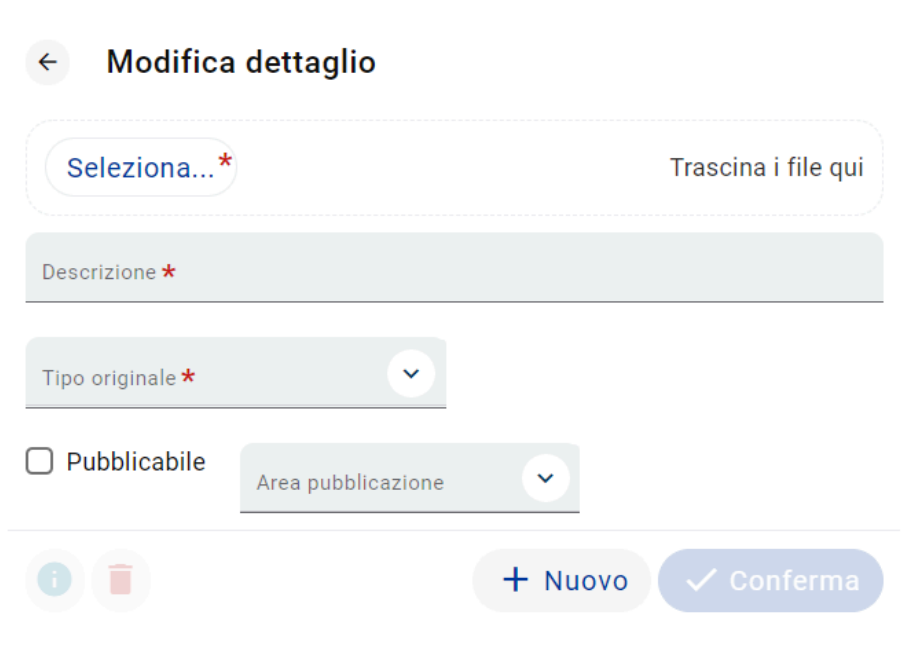 Modifica dettaglio
Seleziona...*
Trascina i file qui
Descrizione *
Tipo originale *
Pubblicabile
Area pubblicazione
+ Nuovo
Conferma